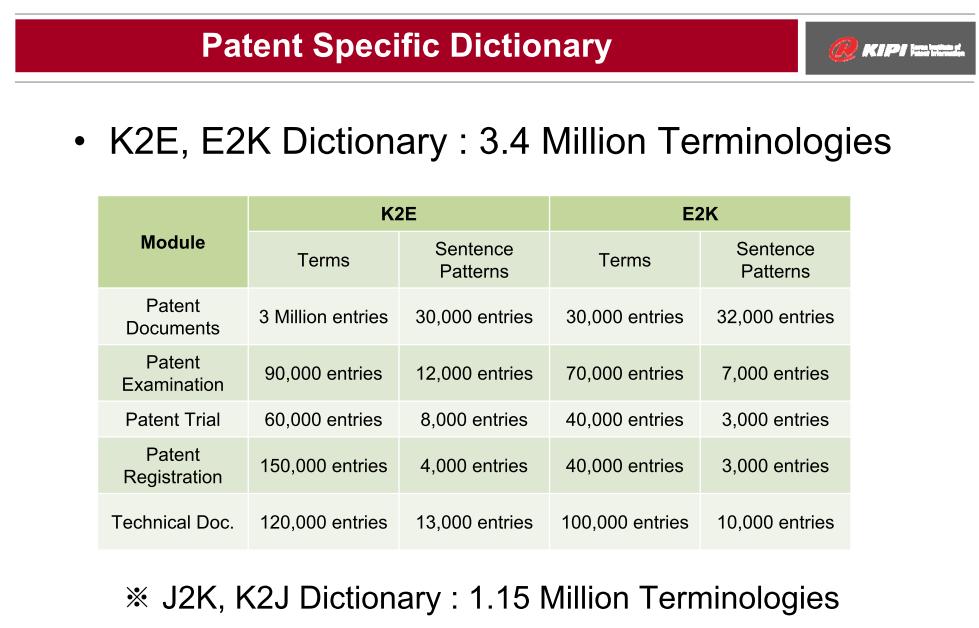 Patent Specific Dictionary
KIPI Korea Institute of
Patent Information
• K2E, E2K Dictionary : 3.4 Million Terminologies
Module
K2E
E2K
Terms
Sentence
Patterns
Terms
Sentence
Patterns
Patent
Documents
3 Million entries
30,000 entries
30,000 entries
32,000 entries
Patent
Examination
90,000 entries
12,000 entries
70,000 entries
7,000 entries
Patent Trial
60,000 entries
8,000 entries
40,000 entries
3,000 entries
Patent
Registration
150,000 entries
4,000 entries
40,000 entries
3,000 entries
Technical Doc.
120,000 entries
13,000 entries
100,000 entries
10,000 entries
※ J2K, K2J Dictionary : 1.15 Million Terminologies